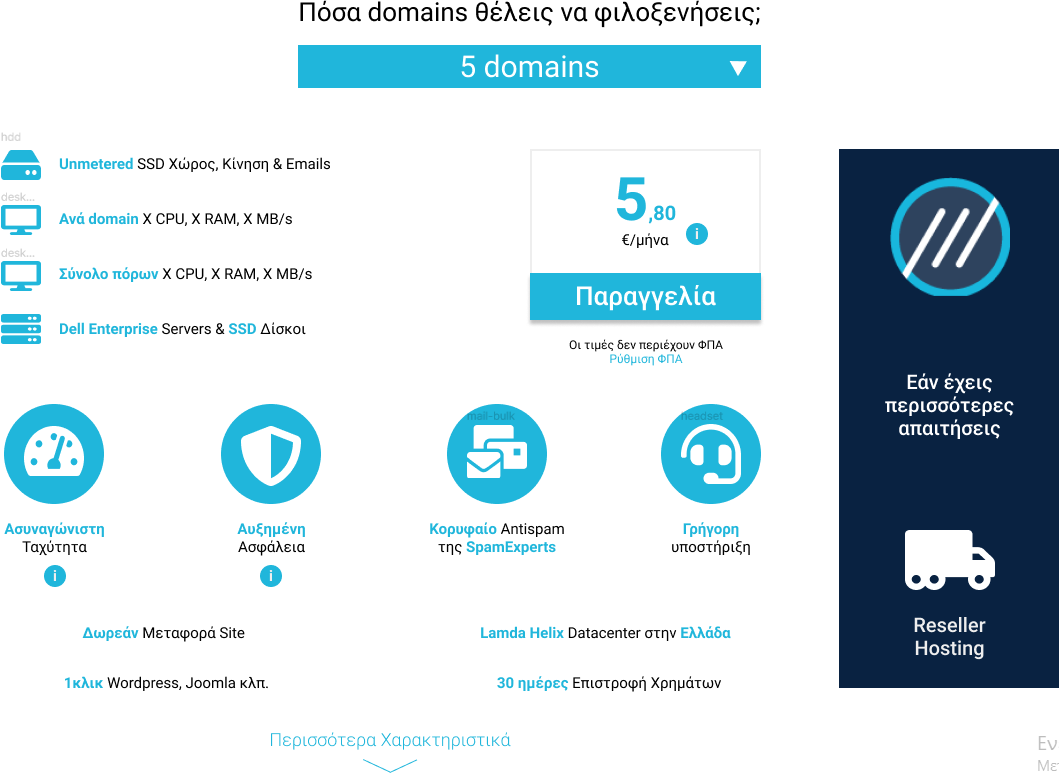 Πόσα domains θέλεις να φιλοξενήσεις;
5 domains
hdd
Unmetered SSD Χώρος, Κίνηση & Emails
desk...
Ανά domain X CPU, X RAM, X MB/s
desk...
Σύνολο πόρων X CPU, X RAM, X MB/s
Dell Enterprise Servers & SSD Δίσκοι
5,80
€/μήνα
i
Παραγγελία
Οι τιμές δεν περιέχουν ΦΠΑ
Ρύθμιση ΦΠΑ
Ασυναγώνιστη
Ταχύτητα
i
Αυξημένη
Ασφάλεια
i
mail-bulk
Κορυφαίο Antispam
της SpamExperts
headset
Γρήγορη
υποστήριξη
Δωρεάν Μεταφορά Site
Lamda Helix Datacenter στην Ελλάδα
1κλικ Wordpress, Joomla κλπ.
30 ημέρες Επιστροφή Χρημάτων
Περισσότερα Χαρακτηριστικά
Εάν έχεις
περισσότερες
απαιτήσεις
Reseller
Hosting
Εν
Με